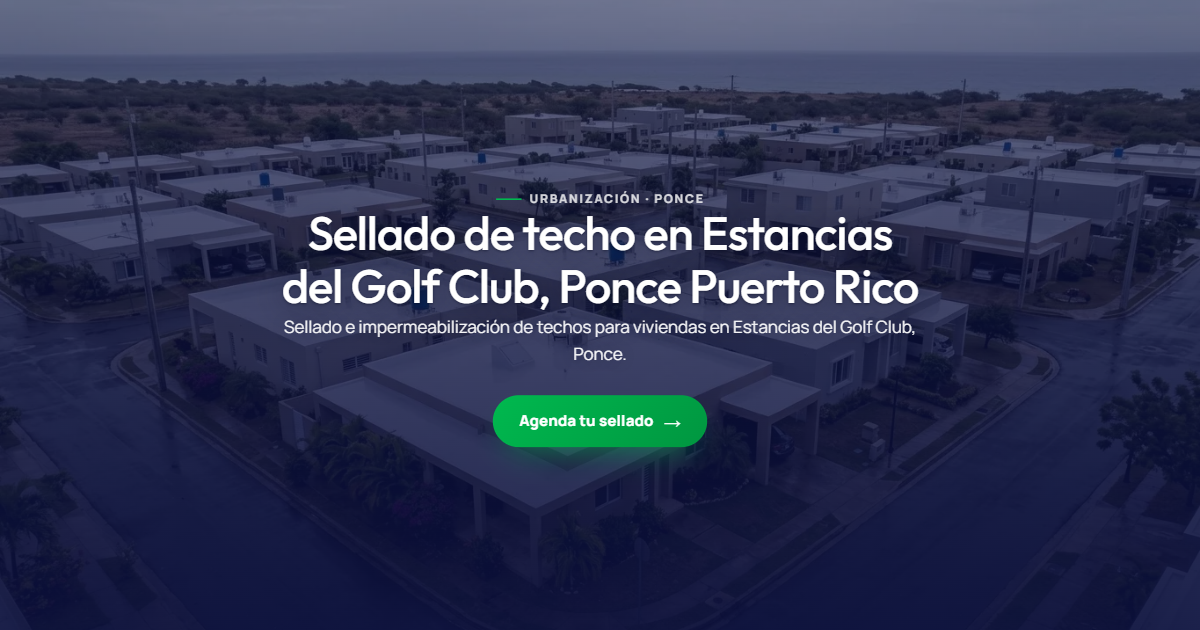 URBANIZACIÓN · PONCE
Sellado de techo en Estancias
del Golf Club, Ponce Puerto Rico
Sellado e impermeabilización de techos para viviendas en Estancias del Golf Club,
Ponce.
Agenda tu sellado →